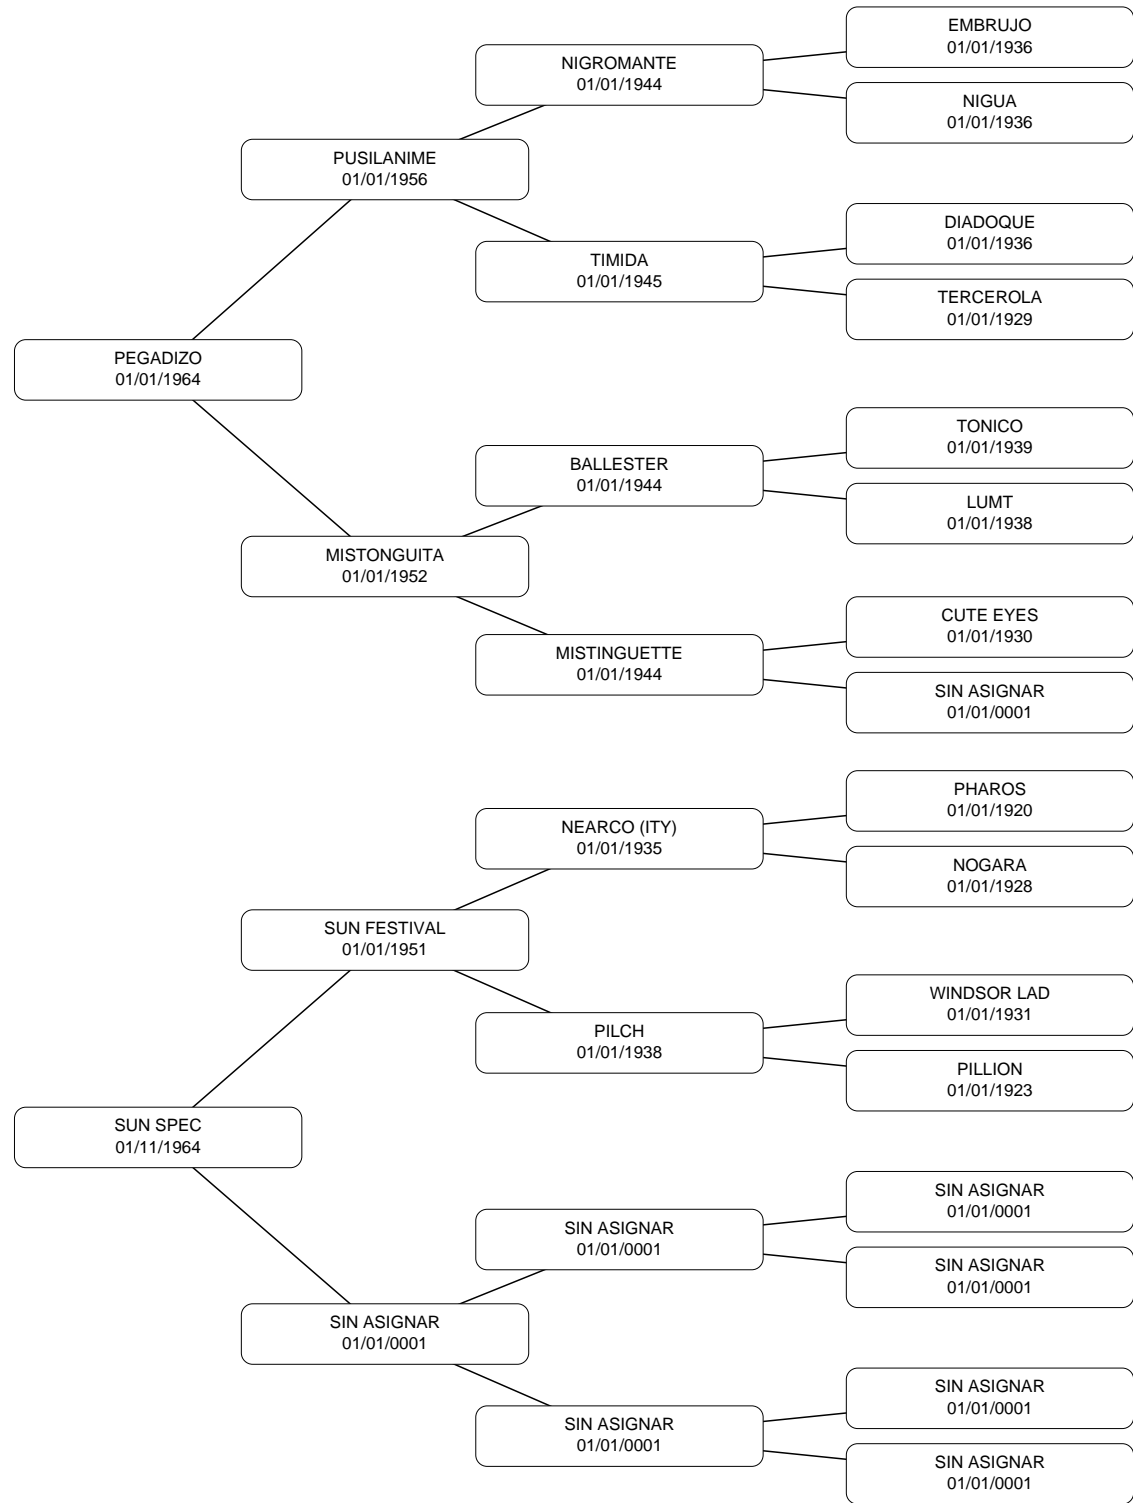 EMBRUJO
01/01/1936
NIGROMANTE
01/01/1944
NIGUA
01/01/1936
PUSILANIME
01/01/1956
DIADOQUE
01/01/1936
TIMIDA
01/01/1945
TERCEROLA
01/01/1929
PEGADIZO
01/01/1964
TONICO
01/01/1939
BALLESTER
01/01/1944
LUMT
01/01/1938
MISTONGUITA
01/01/1952
CUTE EYES
01/01/1930
MISTINGUETTE
01/01/1944
SIN ASIGNAR
01/01/0001
PHAROS
01/01/1920
NEARCO (ITY)
01/01/1935
NOGARA
01/01/1928
SUN FESTIVAL
01/01/1951
WINDSOR LAD
01/01/1931
PILCH
01/01/1938
PILLION
01/01/1923
SUN SPEC
01/11/1964
SIN ASIGNAR
01/01/0001
SIN ASIGNAR
01/01/0001
SIN ASIGNAR
01/01/0001
SIN ASIGNAR
01/01/0001
SIN ASIGNAR
01/01/0001
SIN ASIGNAR
01/01/0001
SIN ASIGNAR
01/01/0001